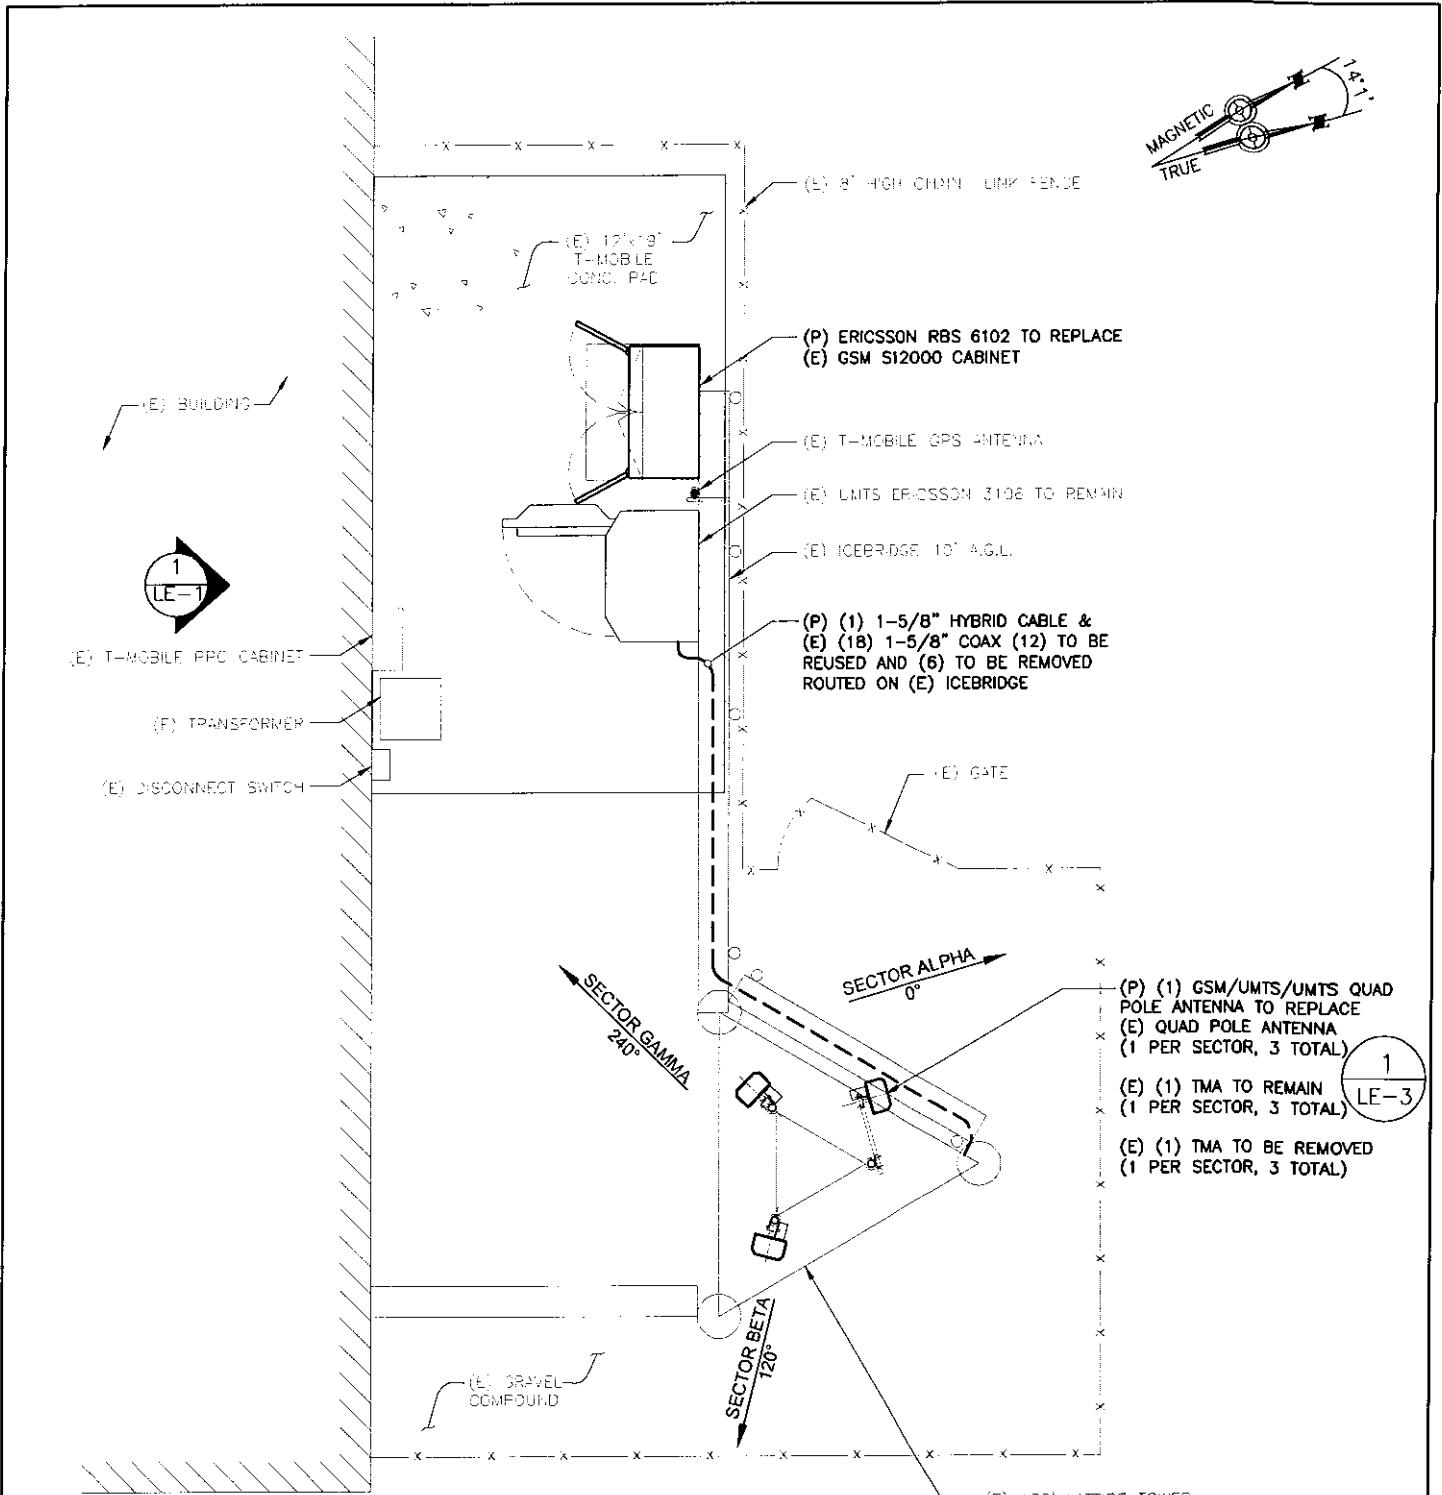 MAGNETIC
TRUE
14°1'
(E) 8' HIGH CHAIN LINK FENCE
(E) 12'x19'
T-MOBILE
CONC. PAD
(P) ERICSSON RBS 6102 TO REPLACE
(E) GSM S12000 CABINET
(E) BUILDING
(E) T-MOBILE GPS ANTENNA
(E) UMTS ERICSSON 3106 TO REMAIN
(E) ICEBRIDGE 10' A.G.L.
1
LE-1
(P) (1) 1-5/8" HYBRID CABLE &
(E) (18) 1-5/8" COAX (12) TO BE
REUSED AND (6) TO BE REMOVED
ROUTED ON (E) ICEBRIDGE
(E) T-MOBILE PPC CABINET
(E) TRANSFORMER
(E) DISCONNECT SWITCH
(E) GATE
SECTOR ALPHA
0°
SECTOR GAMMA
240°
(P) (1) GSM/UMTS/UMTS QUAD
POLE ANTENNA TO REPLACE
(E) QUAD POLE ANTENNA
(1 PER SECTOR, 3 TOTAL)
(E) (1) TMA TO REMAIN
(1 PER SECTOR, 3 TOTAL)
(E) (1) TMA TO BE REMOVED
(1 PER SECTOR, 3 TOTAL)
1
LE-3
SECTOR BETA
120°
(E) GRAVEL
COMPOUND
LATTICE TOWER